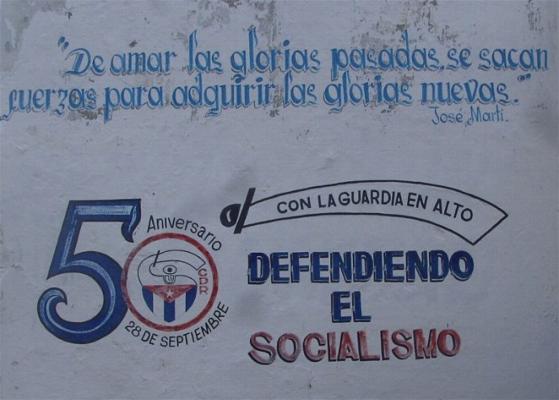 "De amar las glorias pasadas, se sacan
fuerzas para adquirir las glorias nuevas."
José Martí.
50
Aniversario
CDR
28 DE SEPTIEMBRE
CON LA GUARDIA EN ALTO
DEFENDIENDO
EL
SOCIALISMO